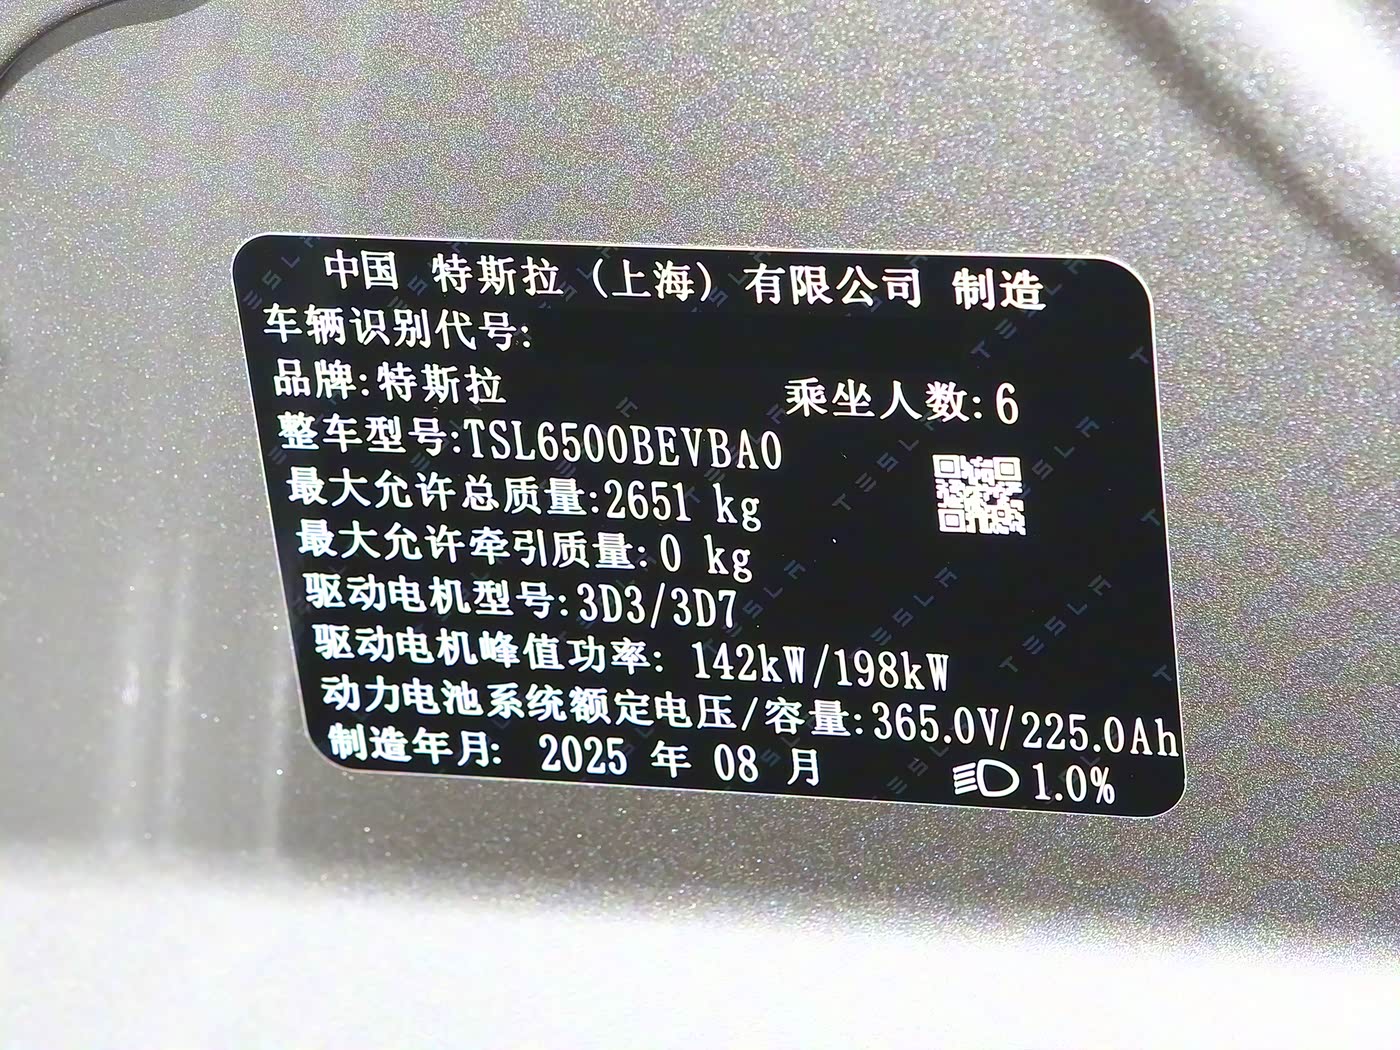 中国 特斯拉 (上海) 有限公司 制造
车辆识别代号:
品牌:特斯拉 乘坐人数:6
整车型号:TSL6500BEVBA0
最大允许总质量:2651 kg
最大允许牵引质量:0 kg
驱动电机型号:3D3/3D7
驱动电机峰值功率: 142kW/198kW
动力电池系统额定电压/容量:365.0V/225.0Ah
制造年月: 2025 年 08 月 1.0%